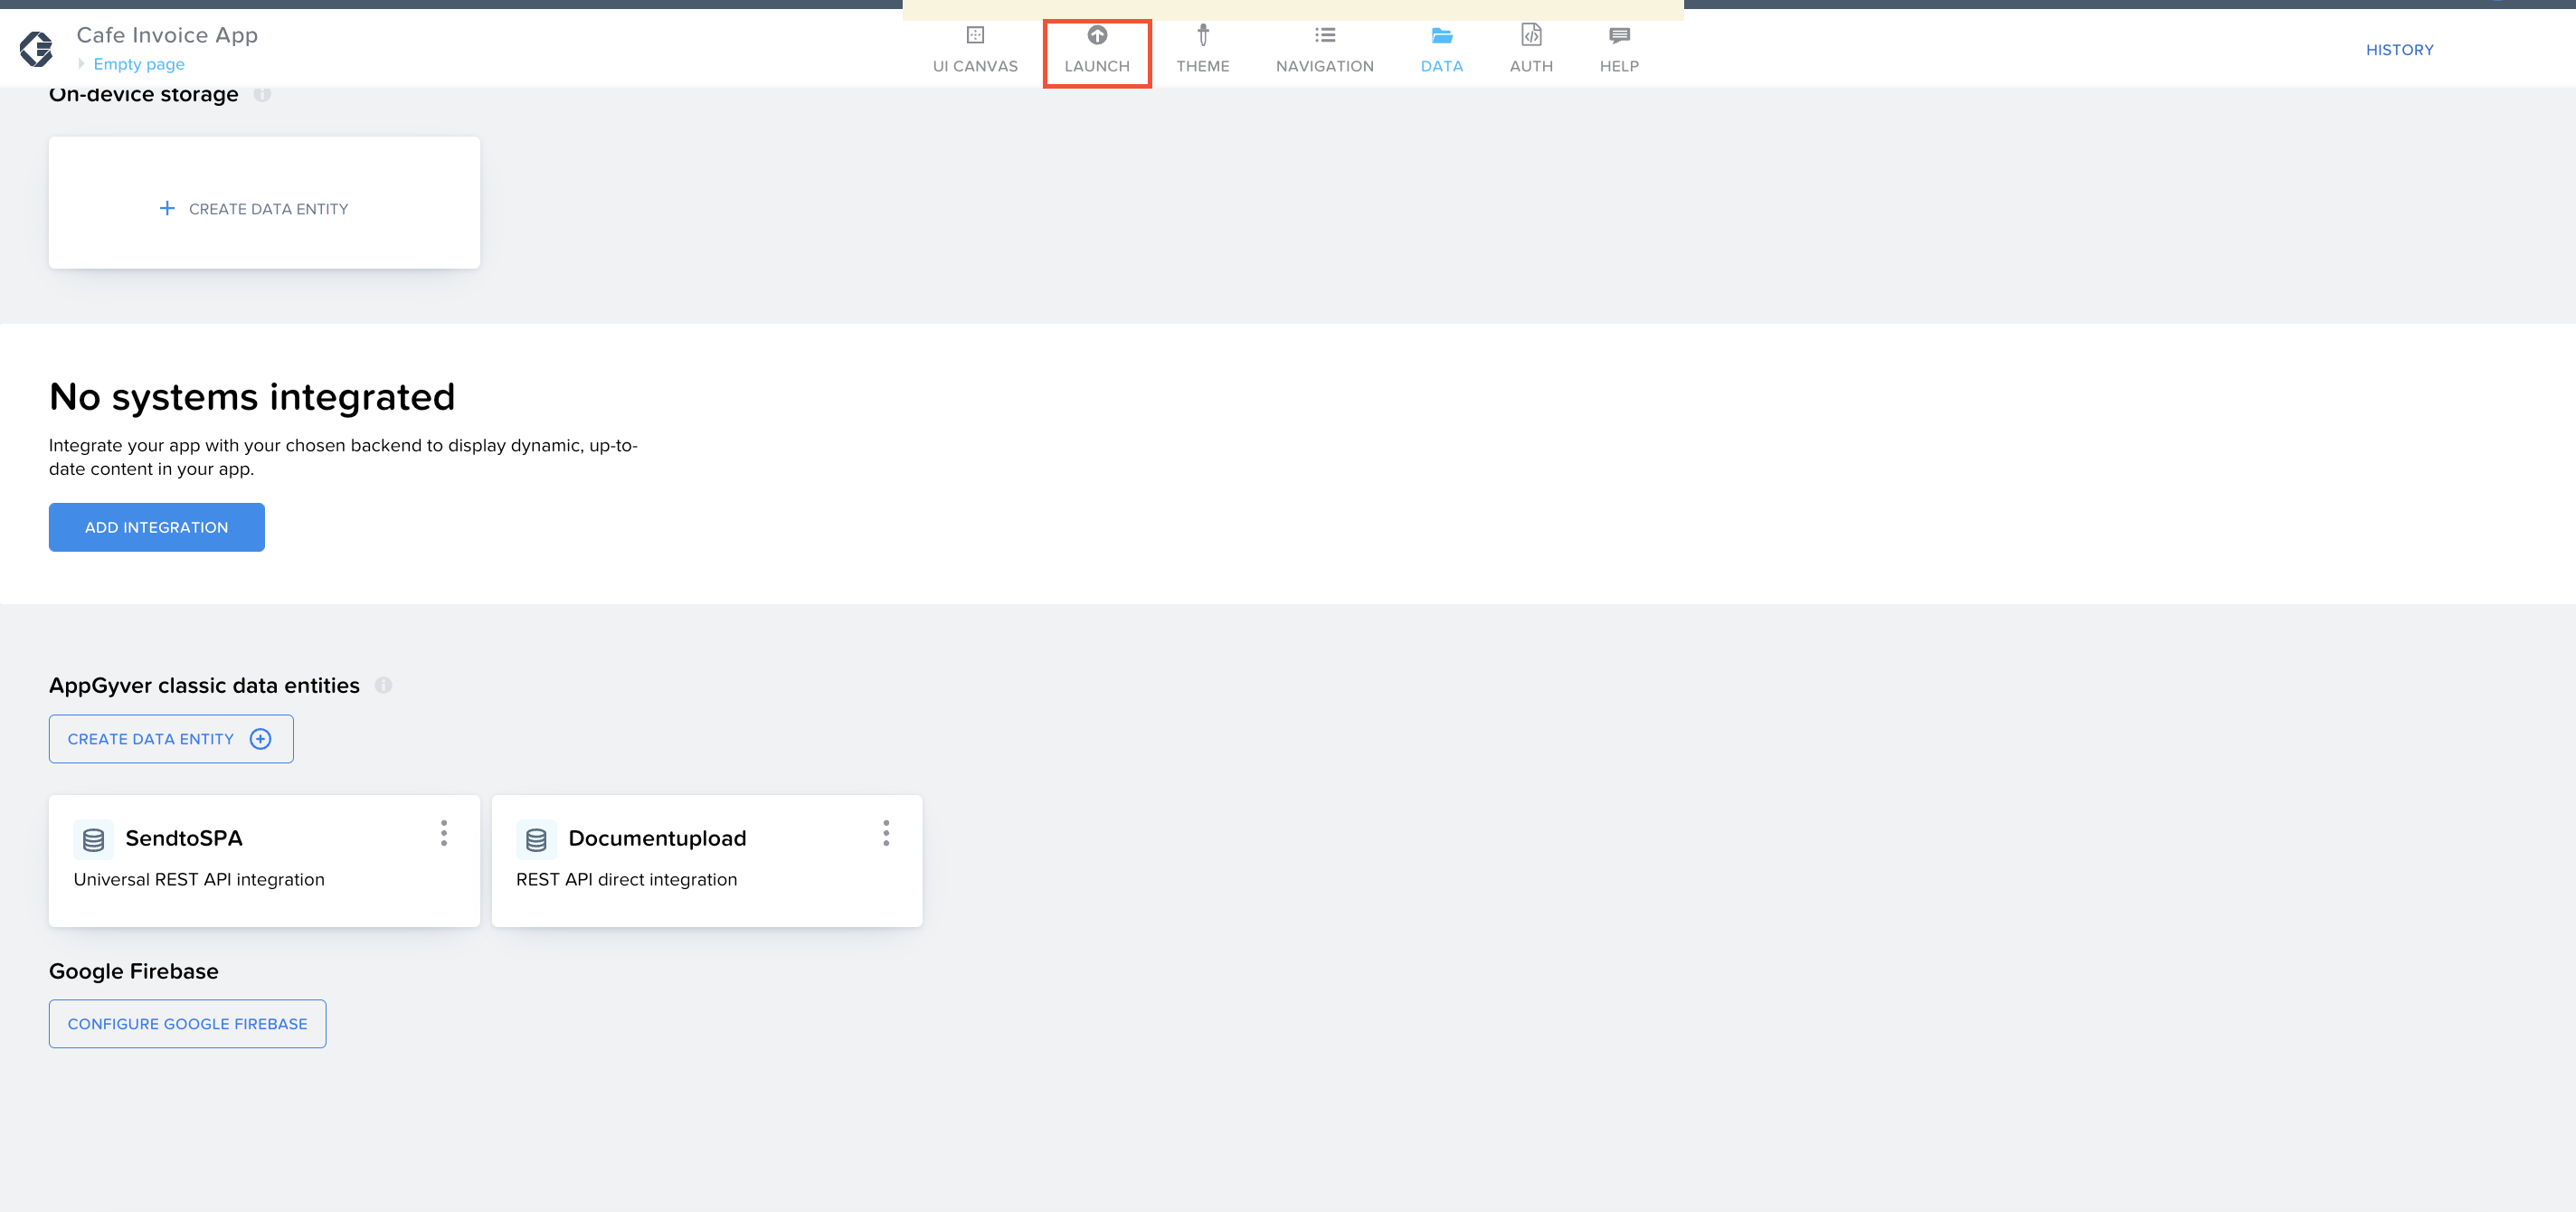 Cafe Invoice App
Empty page
UI CANVAS
LAUNCH
THEME
NAVIGATION
DATA
AUTH
HELP
HISTORY
On-device storage
CREATE DATA ENTITY
No systems integrated
Integrate your app with your chosen backend to display dynamic, up-to-
date content in your app.
ADD INTEGRATION
AppGyver classic data entities
CREATE DATA ENTITY
SendtoSPA
Universal REST API integration
Documentupload
REST API direct integration
Google Firebase
CONFIGURE GOOGLE FIREBASE